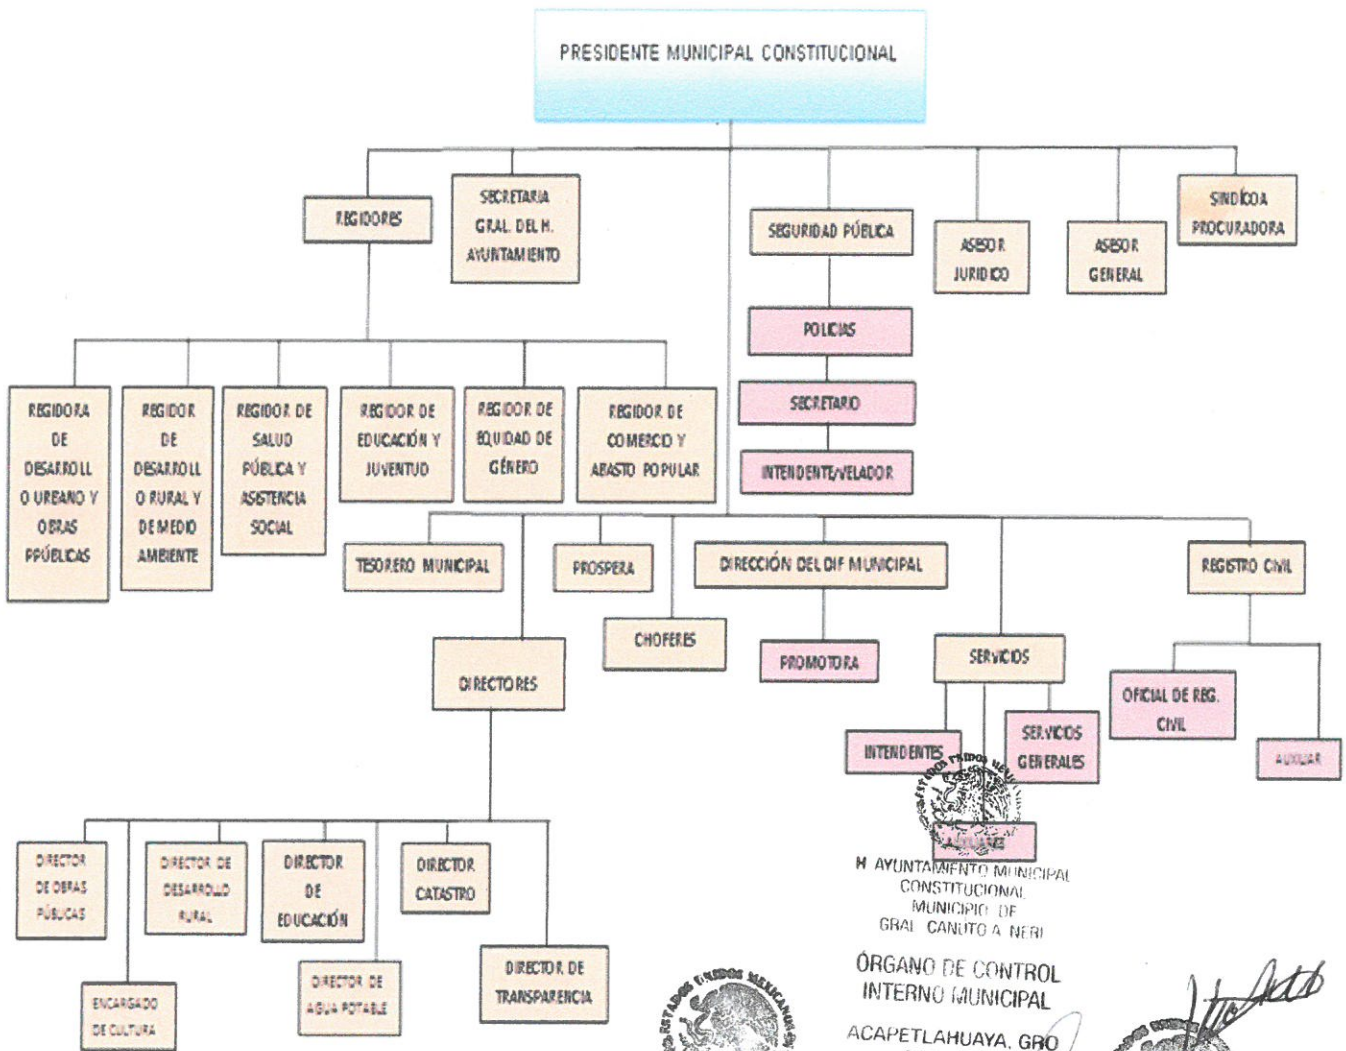 PRESIDENTE MUNICIPAL CONSTITUCIONAL
REGIDORES
SECRETARIA
GRAL. DEL H.
AYUNTAMIENTO
SEGURIDAD PÚBLICA
ASESOR
JURIDICO
ASESOR
GENERAL
SINDÍCOA
PROCURADORA
POLICIAS
SECRETARIO
INTENDENTE/VELADOR
REGIDORA
DE
DESARROLL
O URBANO Y
OBRAS
PPÚBLICAS
REGIDOR
DE
DESARROLL
O RURAL Y
DE MEDIO
AMBIENTE
REGIDOR DE
SALUD
PÚBLICA Y
ASISTENCIA
SOCIAL
REGIDOR DE
EDUCACIÓN Y
JUVENTUD
REGIDOR DE
EQUIDAD DE
GÉNERO
REGIDOR DE
COMERCIO Y
ABASTO POPULAR
TESORERO MUNICIPAL
PROSPERA
DIRECCIÓN DEL DIF MUNICIPAL
REGISTRO CIVIL
CHOFERES
PROMOTORA
SERVICIOS
DIRECTORES
OFICIAL DE REG.
CIVIL
AUXILIAR
INTENDENTES
SERVICIOS
GENERALES
AUXILIARES
DIRECTOR
DE OBRAS
PÚBLICAS
DIRECTOR DE
DESARROLLO
RURAL
DIRECTOR
DE
EDUCACIÓN
DIRECTOR
CATASTRO
ENCARGADO
DE CULTURA
DIRECTOR DE
AGUA POTABLE
DIRECTOR DE
TRANSPARENCIA
ESTADOS UNIDOS MEXICANOS
H AYUNTAMIENTO MUNICIPAL
CONSTITUCIONAL
MUNICIPIO DE
GRAL CANUTO A NERI
ÓRGANO DE CONTROL
INTERNO MUNICIPAL
ACAPETLAHUAYA, GRO